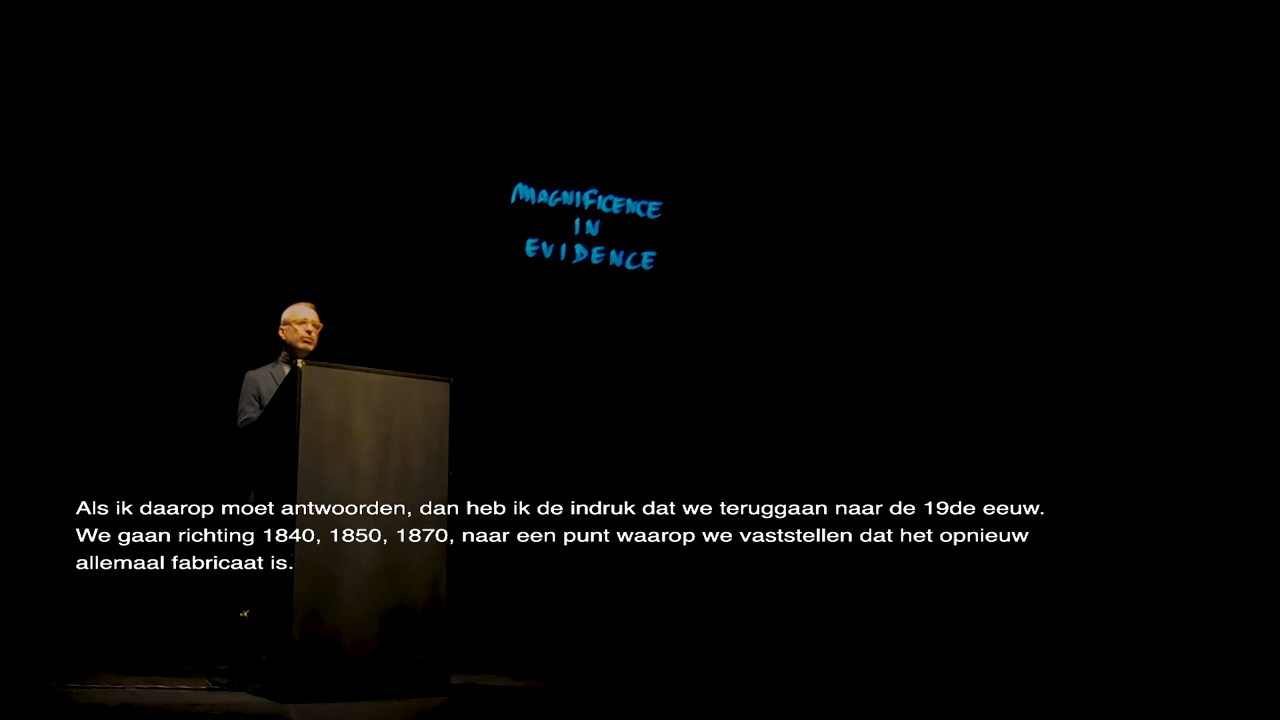 MAGNIFICENCE
IN
EVIDENCE
Als ik daarop moet antwoorden, dan heb ik de indruk dat we teruggaan naar de 19de eeuw.
We gaan richting 1840, 1850, 1870, naar een punt waarop we vaststellen dat het opnieuw
allemaal fabricaat is.